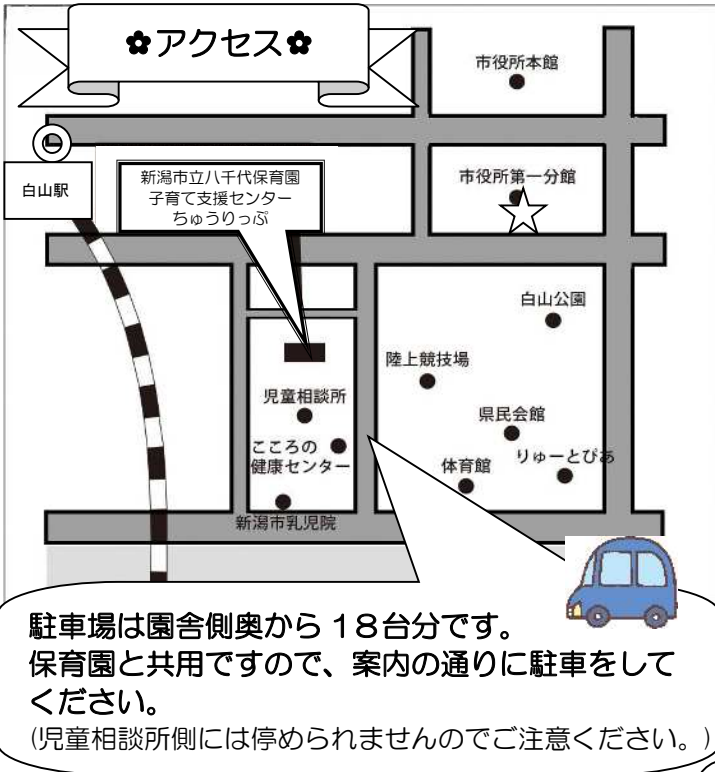 ✿アクセス✿
市役所本館
白山駅
新潟市立八千代保育園
子育て支援センター
ちゅうりっぷ
市役所第一分館
白山公園
陸上競技場
児童相談所
県民会館
こころの
健康センター
体育館
りゅーとぴあ
新潟市乳児院
駐車場は園舎側奥から18台分です。
保育園と共用ですので、案内の通りに駐車をして
ください。
(児童相談所側には停められませんのでご注意ください。)